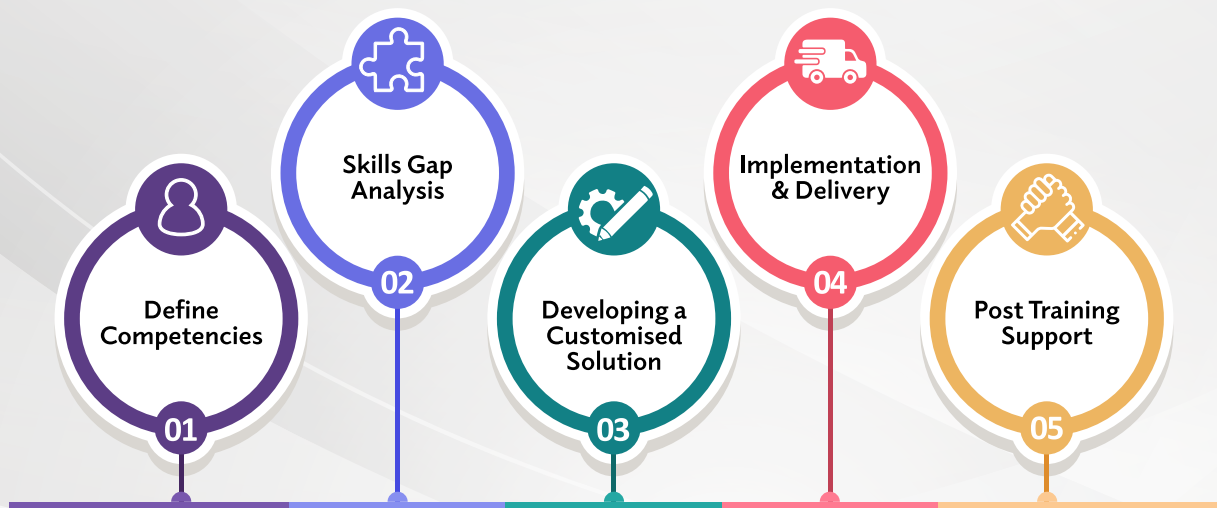 Define
Competencies
01
Skills Gap
Analysis
02
Developing a
Customised
Solution
03
Implementation
& Delivery
04
Post Training
Support
05